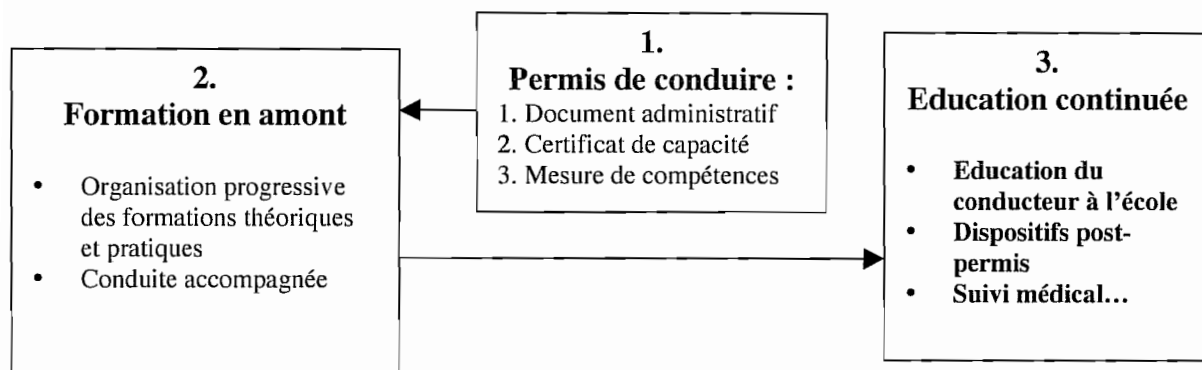 1.
Permis de conduire :
1. Document administratif
2. Certificat de capacité
3. Mesure de compétences
2.
Formation en amont
• Organisation progressive
des formations théoriques
et pratiques
• Conduite accompagnée
3.
Education continuée
• Education du
conducteur à l'école
• Dispositifs post-
permis
• Suivi médical…